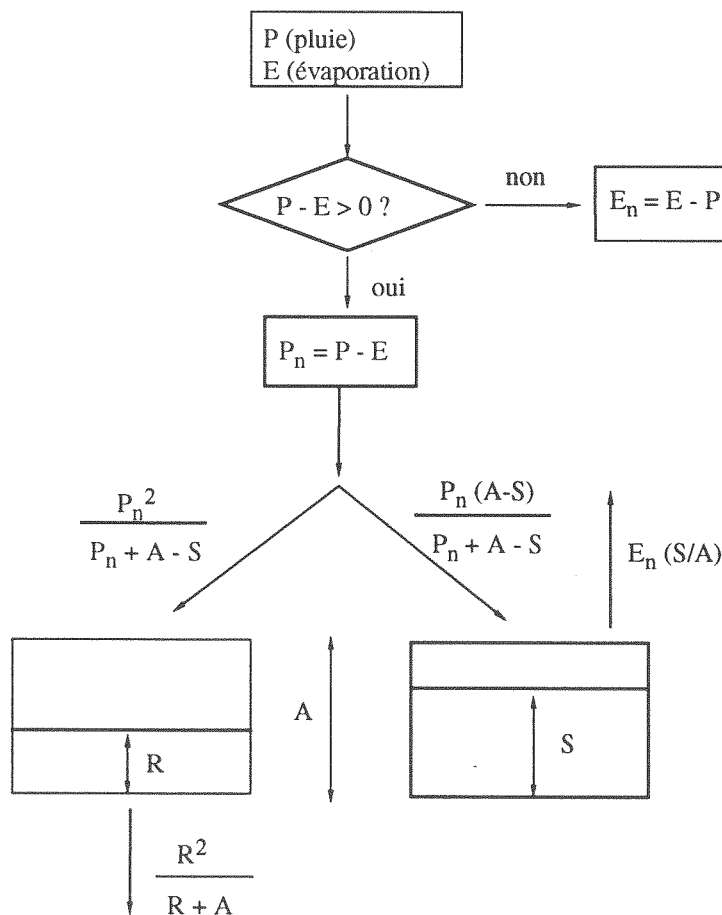 P (pluie)
E (évaporation)
P - E > 0 ?
non
E_n = E - P
oui
P_n = P - E
P_n^2
P_n + A - S
P_n (A-S)
P_n + A - S
E_n (S/A)
A
R
S
R^2
R + A